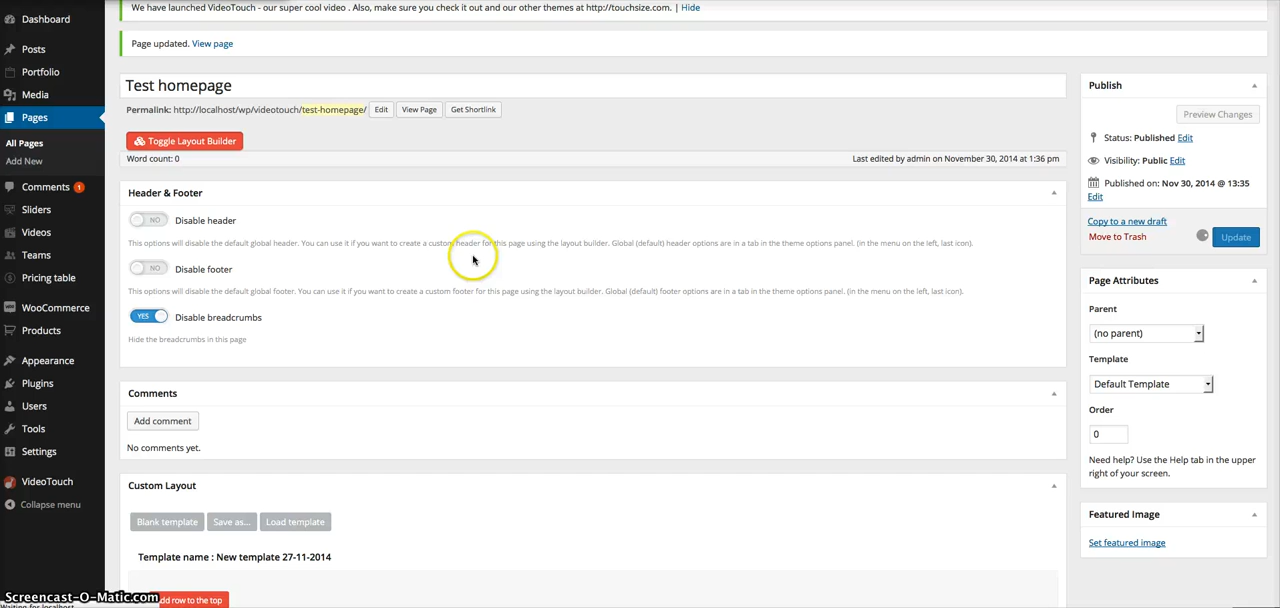 We have launched VideoTouch - our super cool video . Also, make sure you check it out and our other themes at http://touchsize.com. | Hide
Page updated. View page
Dashboard
Posts
Portfolio
Media
Pages
All Pages
Add New
Comments 1
Sliders
Videos
Teams
Pricing table
WooCommerce
Products
Appearance
Plugins
Users
Tools
Settings
VideoTouch
Collapse menu
Test homepage
Permalink: http://localhost/wp/videotouch/test-homepage/ Edit View Page Get Shortlink
Toggle Layout Builder
Word count: 0 Last edited by admin on November 30, 2014 at 1:36 pm
Header & Footer
NO Disable header
This options will disable the default global header. You can use it if you want to create a custom header for this page using the layout builder. Global (default) header options are in a tab in the theme options panel. (in the menu on the left, last icon).
NO Disable footer
This options will disable the default global footer. You can use it if you want to create a custom footer for this page using the layout builder. Global (default) footer options are in a tab in the theme options panel. (in the menu on the left, last icon).
YES Disable breadcrumbs
Hide the breadcrumbs in this page
Comments
Add comment
No comments yet.
Custom Layout
Blank template Save as... Load template
Template name : New template 27-11-2014
row to the top
Publish
Preview Changes
Status: Published Edit
Visibility: Public Edit
Published on: Nov 30, 2014 @ 13:35
Edit
Copy to a new draft
Move to Trash Update
Page Attributes
Parent
(no parent)
Template
Default Template
Order
0
Need help? Use the Help tab in the upper
right of your screen.
Featured Image
Set featured image
Screencast-O-Matic.com